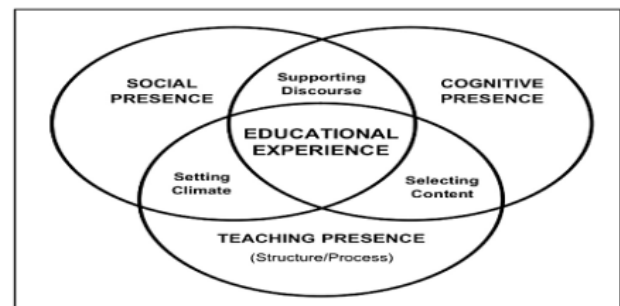 SOCIAL
PRESENCE
Supporting
Discourse
COGNITIVE
PRESENCE
EDUCATIONAL
EXPERIENCE
Setting
Climate
Selecting
Content
TEACHING PRESENCE
(Structure/Process)